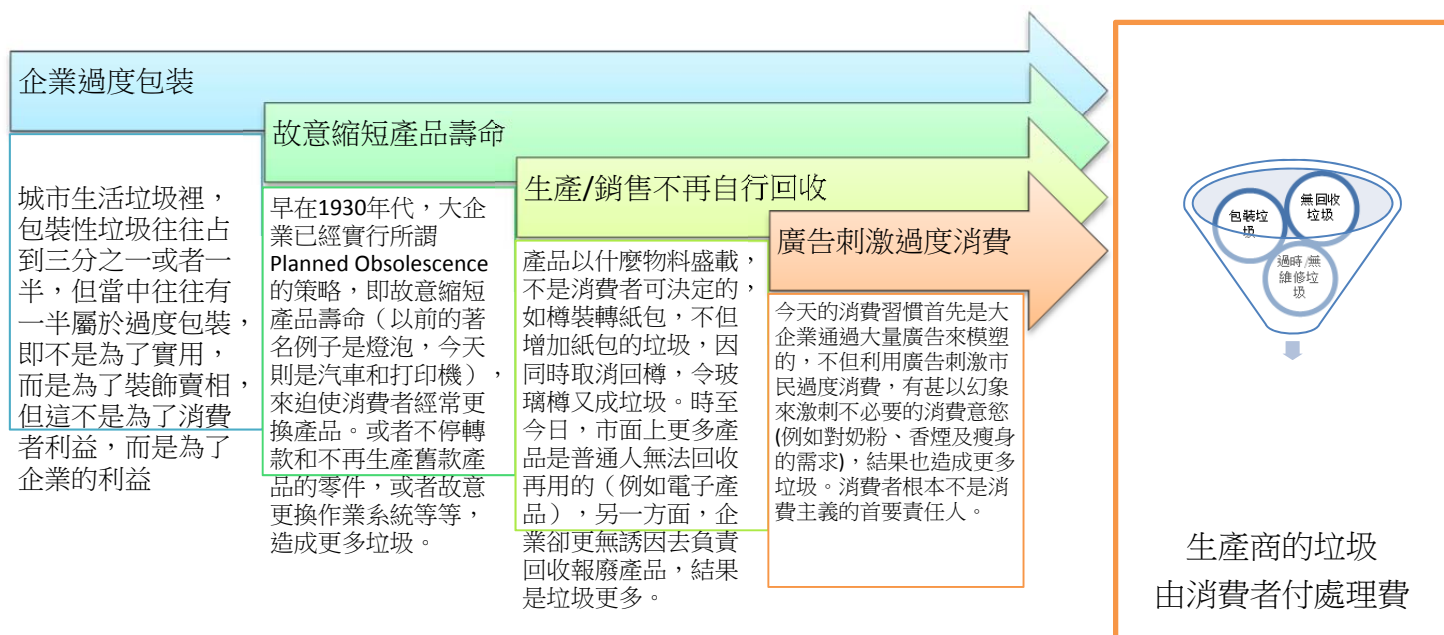 企業過度包装
城市生活垃圾裡，
包裝性垃圾往往占
到三分之一或者一
半，但當中往往有
一半屬於過度包裝，
即不是為了實用，
而是為了裝飾賣相，
但這不是為了消費
者利益，而是為了
企業的利益
故意縮短產品壽命
早在1930年代，大企
業已經實行所謂
Planned Obsolescence
的策略，即故意縮短
產品壽命（以前的著
名例子是燈泡，今天
則是汽車和打印機），
來迫使消費者經常更
換產品。或者不停轉
款和不再生產舊款產
品的零件，或者故意
更換作業系統等等，
造成更多垃圾。
生產/銷售不再自行回收
產品以什麼物料盛載，
不是消費者可決定的，
如樽裝轉紙包，不但
增加紙包的垃圾，因
同時取消回樽，令玻
璃樽又成垃圾。時至
今日，市面上更多產
品是普通人無法回收
再用的（例如電子產
品），另一方面，企
業卻更無誘因去負責
回收報廢產品，結果
是垃圾更多。
廣告刺激過度消費
今天的消費習慣首先是大
企業通過大量廣告來模塑
的，不但利用廣告刺激市
民過度消費，有甚以幻象
來激刺不必要的消費意慾
(例如對奶粉、香煙及瘦身
的需求)，結果也造成更多
垃圾。消費者根本不是消
費主義的首要責任人。
包裝垃
圾
無回收
垃圾
過時/無
維修垃
圾
生產商的垃圾
由消費者付處理費